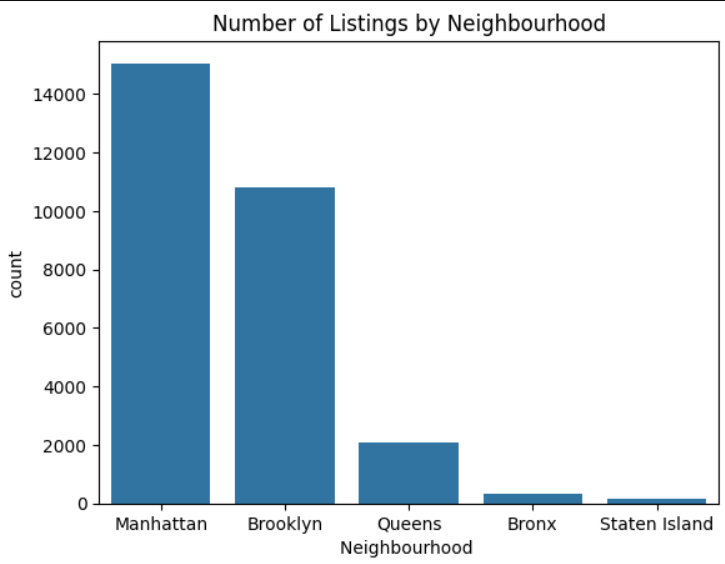 Number of Listings by Neighbourhood
14000
12000
10000
8000
6000
4000
2000
0
count
Manhattan Brooklyn Queens Bronx Staten Island
Neighbourhood